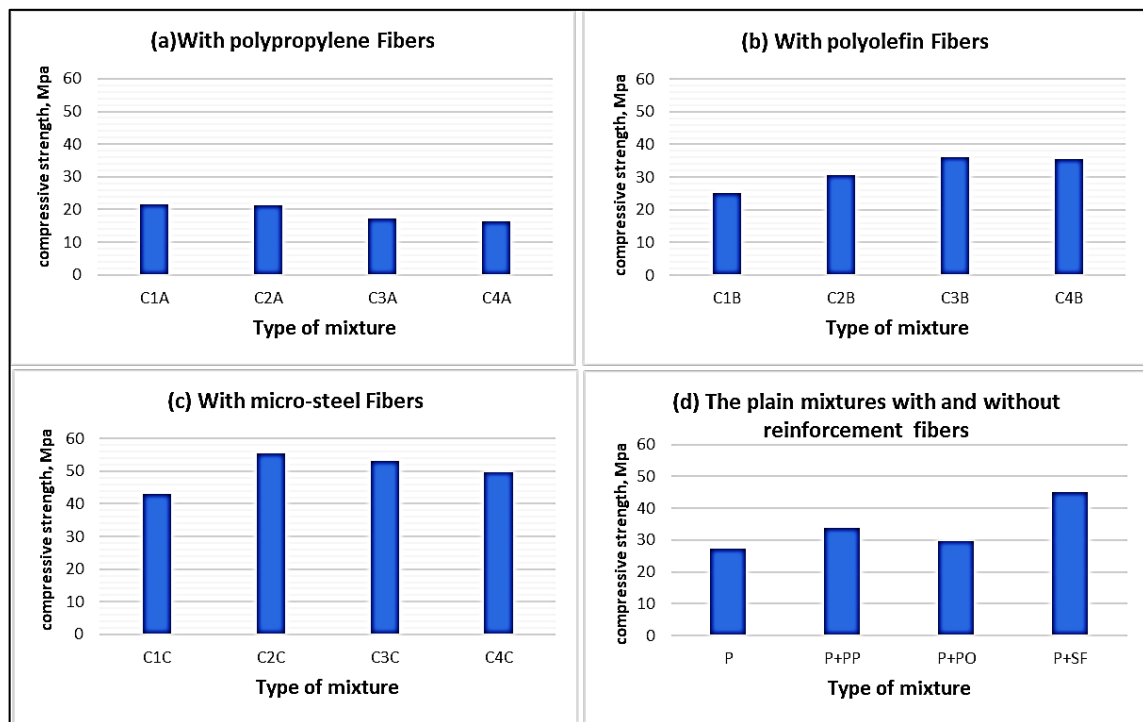 (a)With polypropylene Fibers
compressive strength, Mpa
60
50
40
30
20
10
0
C1A C2A C3A C4A
Type of mixture
(b) With polyolefin Fibers
compressive strength, Mpa
60
50
40
30
20
10
0
C1B C2B C3B C4B
Type of mixture
(c) With micro-steel Fibers
compressive strength, Mpa
60
50
40
30
20
10
0
C1C C2C C3C C4C
Type of mixture
(d) The plain mixtures with and without
reinforcement fibers
compressive strength, Mpa
60
50
40
30
20
10
0
P P+PP P+PO P+SF
Type of mixture